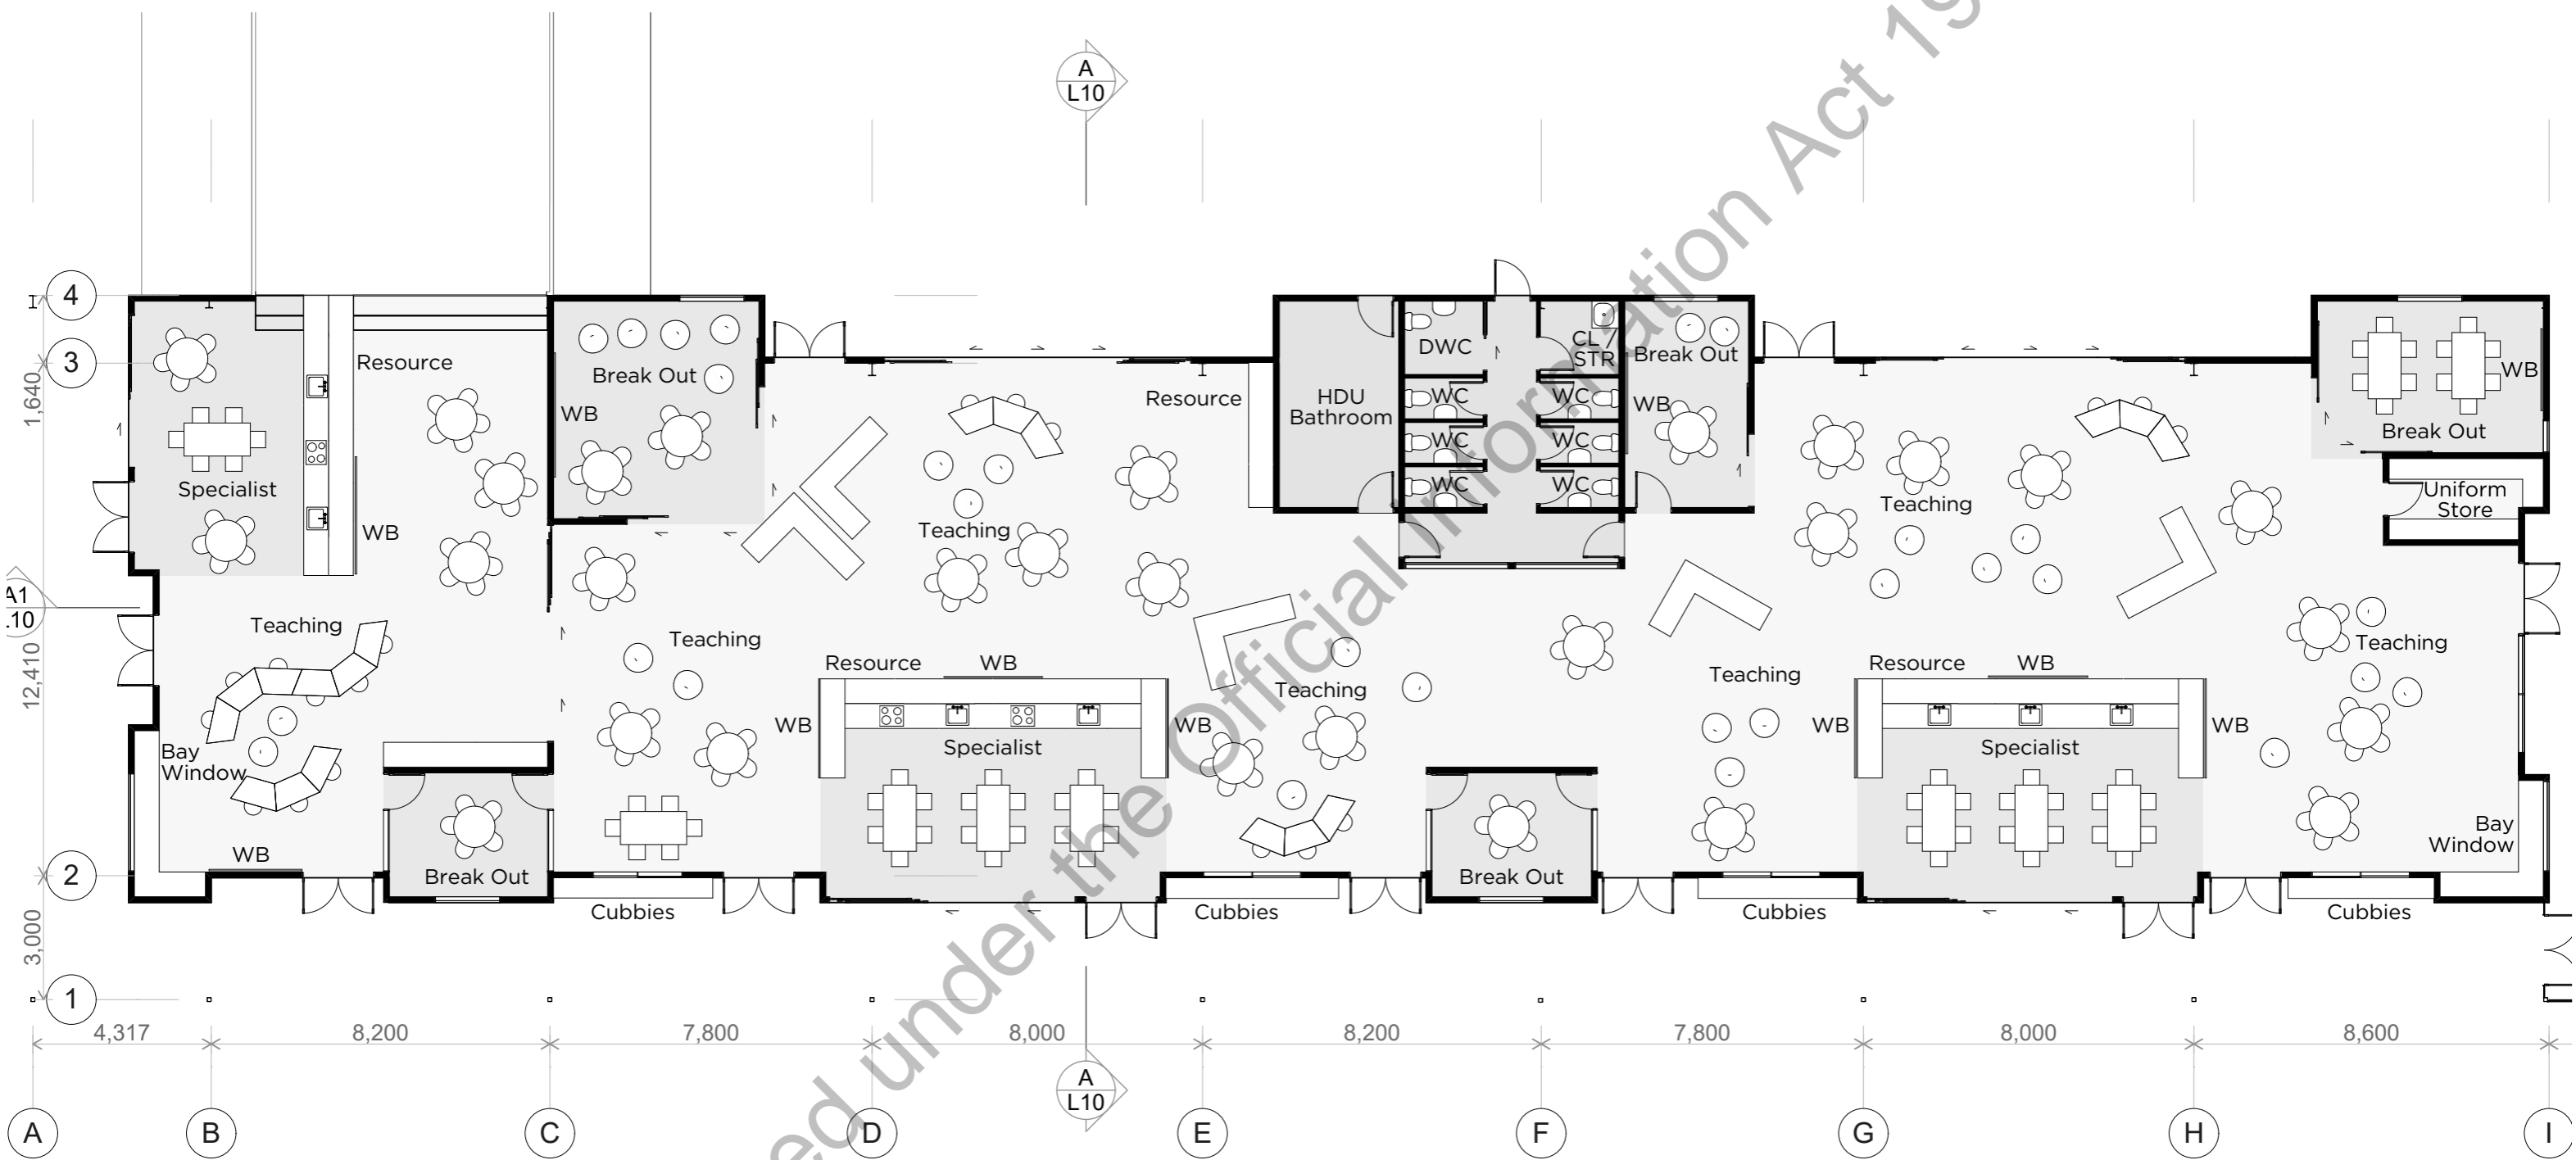 A
L10
4
3
1,640
Resource
Break Out
WB
Specialist
WB
Resource
Teaching
HDU
Bathroom
DWC
CL /
STR
WC
WC
WC
WC
WC
WC
Break Out
WB
Teaching
WB
Break Out
Uniform
Store
A1
.10
12,410
Teaching
Bay
Window
WB
Break Out
Teaching
Resource
WB
WB
WB
Specialist
Teaching
Break Out
Teaching
Resource
WB
WB
WB
Specialist
Teaching
Bay
Window
2
3,000
1
Cubbies
Cubbies
Cubbies
Cubbies
4,317
8,200
7,800
8,000
8,200
7,800
8,000
8,600
A
L10
A
B
C
D
E
F
G
H
I
ed under the Official Information Act 19